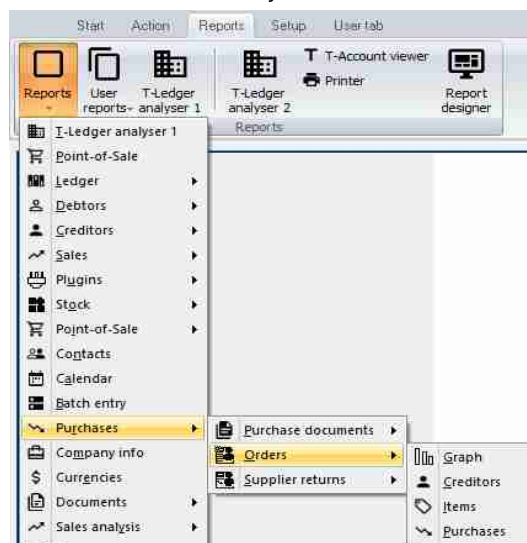 Start Action Reports Setup User tab
Reports User reports T-Ledger analyser 1 T-Ledger analyser 2 T T-Account viewer Printer Report designer
Reports
T-Ledger analyser 1
Point-of-Sale
Ledger
Debtors
Creditors
Sales
Plugins
Stock
Point-of-Sale
Contacts
Calendar
Batch entry
Purchases Purchase documents
Company info Orders Graph
$ Currencies Supplier returns Creditors
Documents Items
Sales analysis Purchases